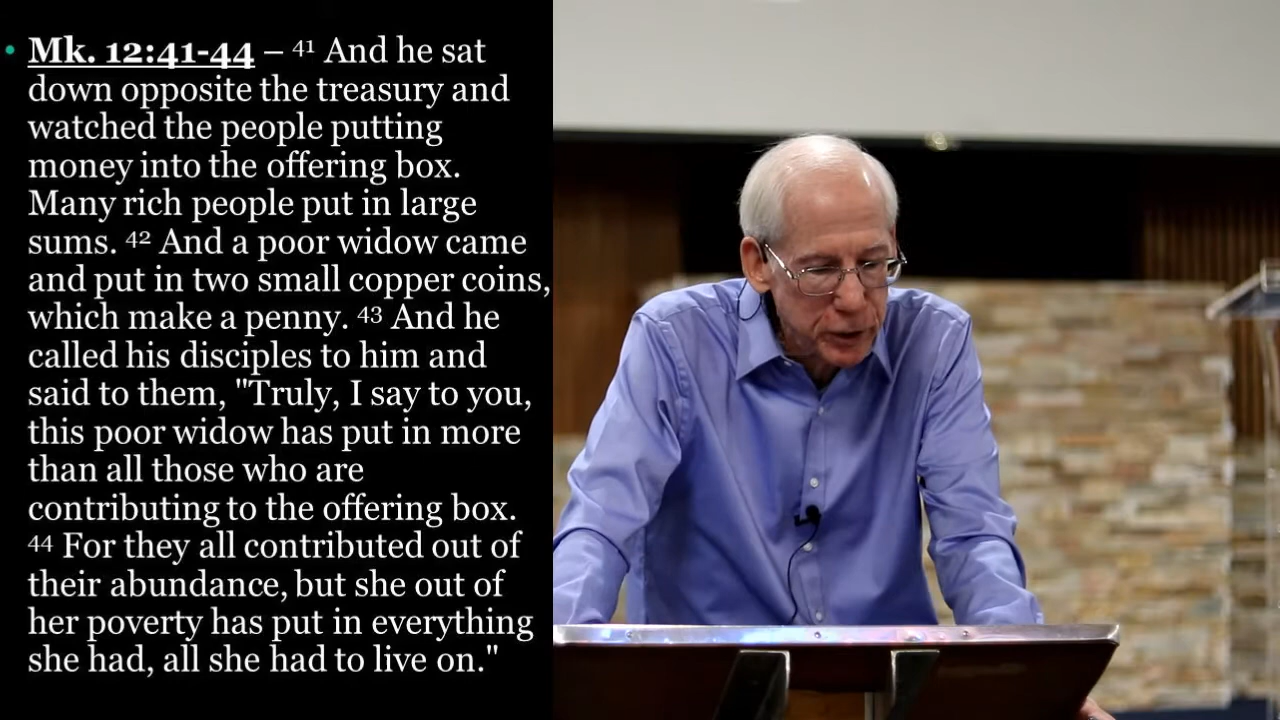 • Mk. 12:41-44 – ⁴¹ And he sat
down opposite the treasury and
watched the people putting
money into the offering box.
Many rich people put in large
sums. ⁴² And a poor widow came
and put in two small copper coins,
which make a penny. ⁴³ And he
called his disciples to him and
said to them, "Truly, I say to you,
this poor widow has put in more
than all those who are
contributing to the offering box.
⁴⁴ For they all contributed out of
their abundance, but she out of
her poverty has put in everything
she had, all she had to live on."